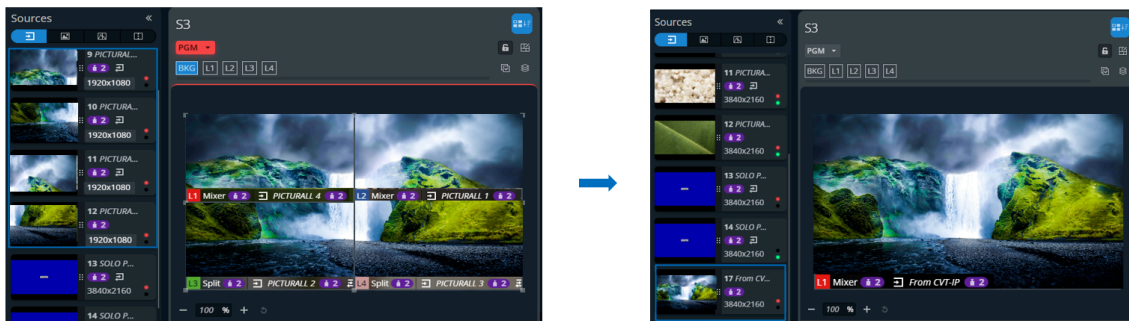 Sources «
9 PICTURAL...
2
1920x1080
10 PICTURA...
2
1920x1080
11 PICTURA...
2
1920x1080
12 PICTURA...
2
1920x1080
13 SOLO P...
2
3840x2160
14 SOLO P...
S3
PGM
BKG L1 L2 L3 L4
L1 Mixer 2 PICTURALL 4 2 L2 Mixer 2 PICTURALL 1 2
L3 Split 2 PICTURALL 2 2 L4 Split 2 PICTURALL 3 2
− 100 % +
Sources «
11 PICTURA...
2
3840x2160
12 PICTURA...
2
3840x2160
13 SOLO P...
2
3840x2160
14 SOLO P...
2
3840x2160
17 From CV...
2
3840x2160
S3
PGM
BKG L1 L2 L3 L4
L1 Mixer 2 From CVT-IP 2
− 100 % +